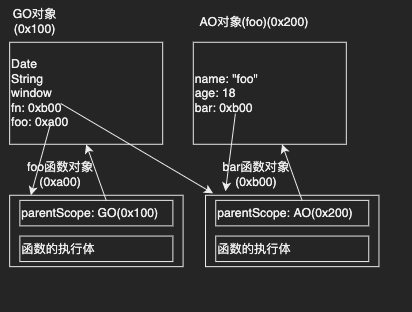 GO对象
(0x100)
AO对象(foo)(0x200)
Date
String
window
fn: 0xb00
foo: 0xa00
name: "foo"
age: 18
bar: 0xb00
foo函数对象
(0xa00)
bar函数对象
(0xb00)
parentScope: GO(0x100)
函数的执行体
parentScope: AO(0x200)
函数的执行体